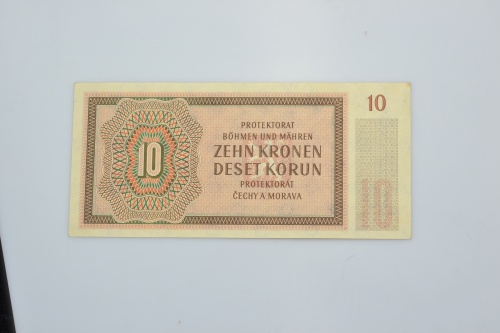 10
PROTEKTORAT
BÖHMEN UND MÄHREN
ZEHN KRONEN
DESET KORUN
PROTEKTORÁT
ČECHY A MORAVA
10
10